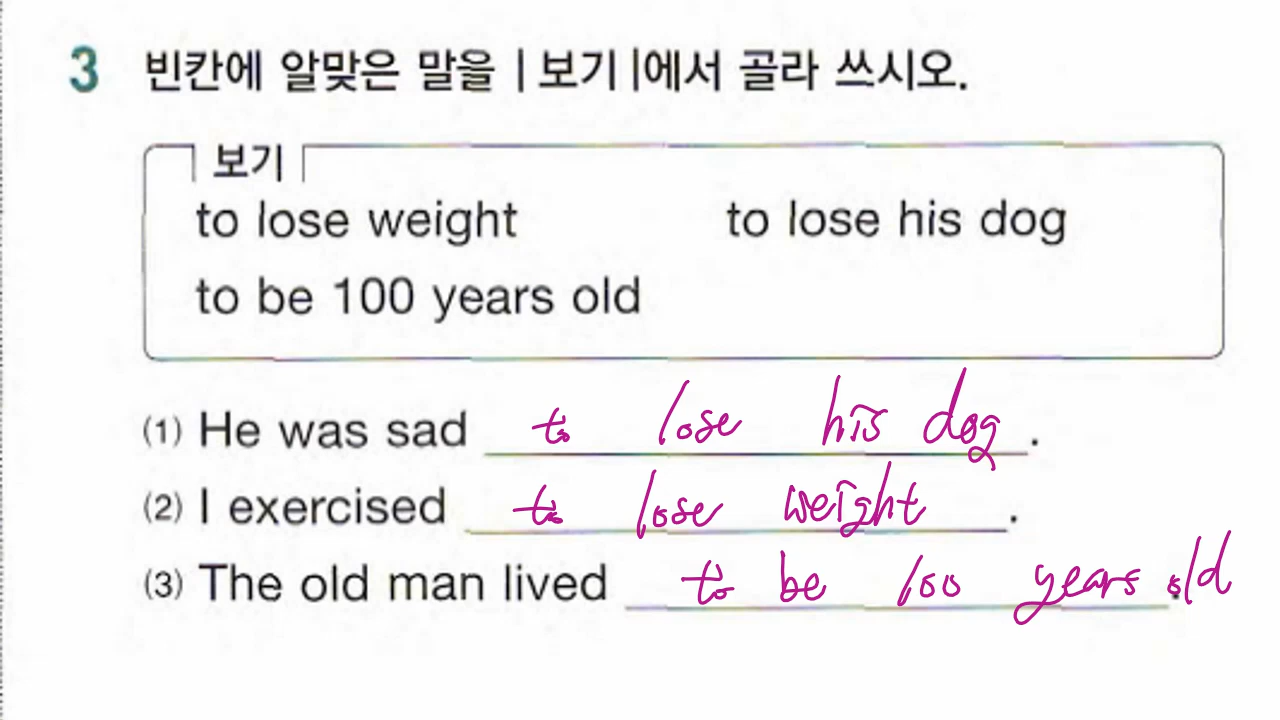 3 빈칸에 알맞은 말을 | 보기 |에서 골라 쓰시오.
보기
to lose weight to lose his dog
to be 100 years old
(1) He was sad to lose his dog.
(2) I exercised to lose weight.
(3) The old man lived to be 100 years old.